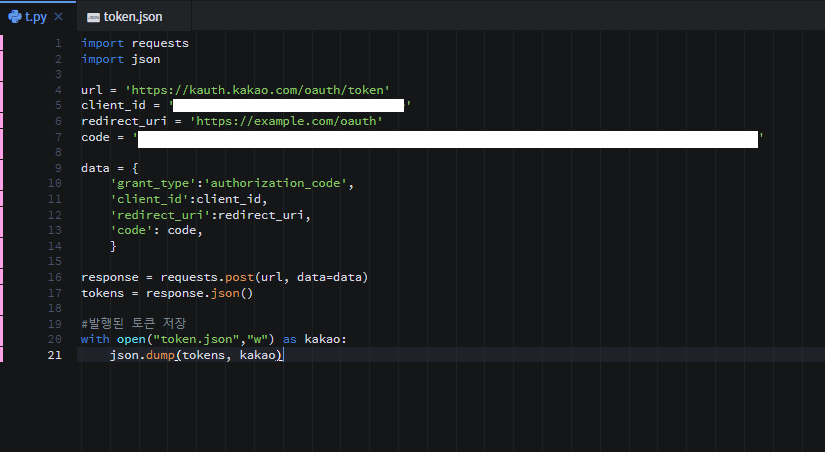 t.py
token.json
1 import requests
2 import json
3
4 url = 'https://kauth.kakao.com/oauth/token'
5 client_id = ' '
6 redirect_uri = 'https://example.com/oauth'
7 code = ' '
8
9 data = {
10     'grant_type':'authorization_code',
11     'client_id':client_id,
12     'redirect_uri':redirect_uri,
13     'code': code,
14     }
15
16 response = requests.post(url, data=data)
17 tokens = response.json()
18
19 #발행된 토큰 저장
20 with open("token.json","w") as kakao:
21     json.dump(tokens, kakao)